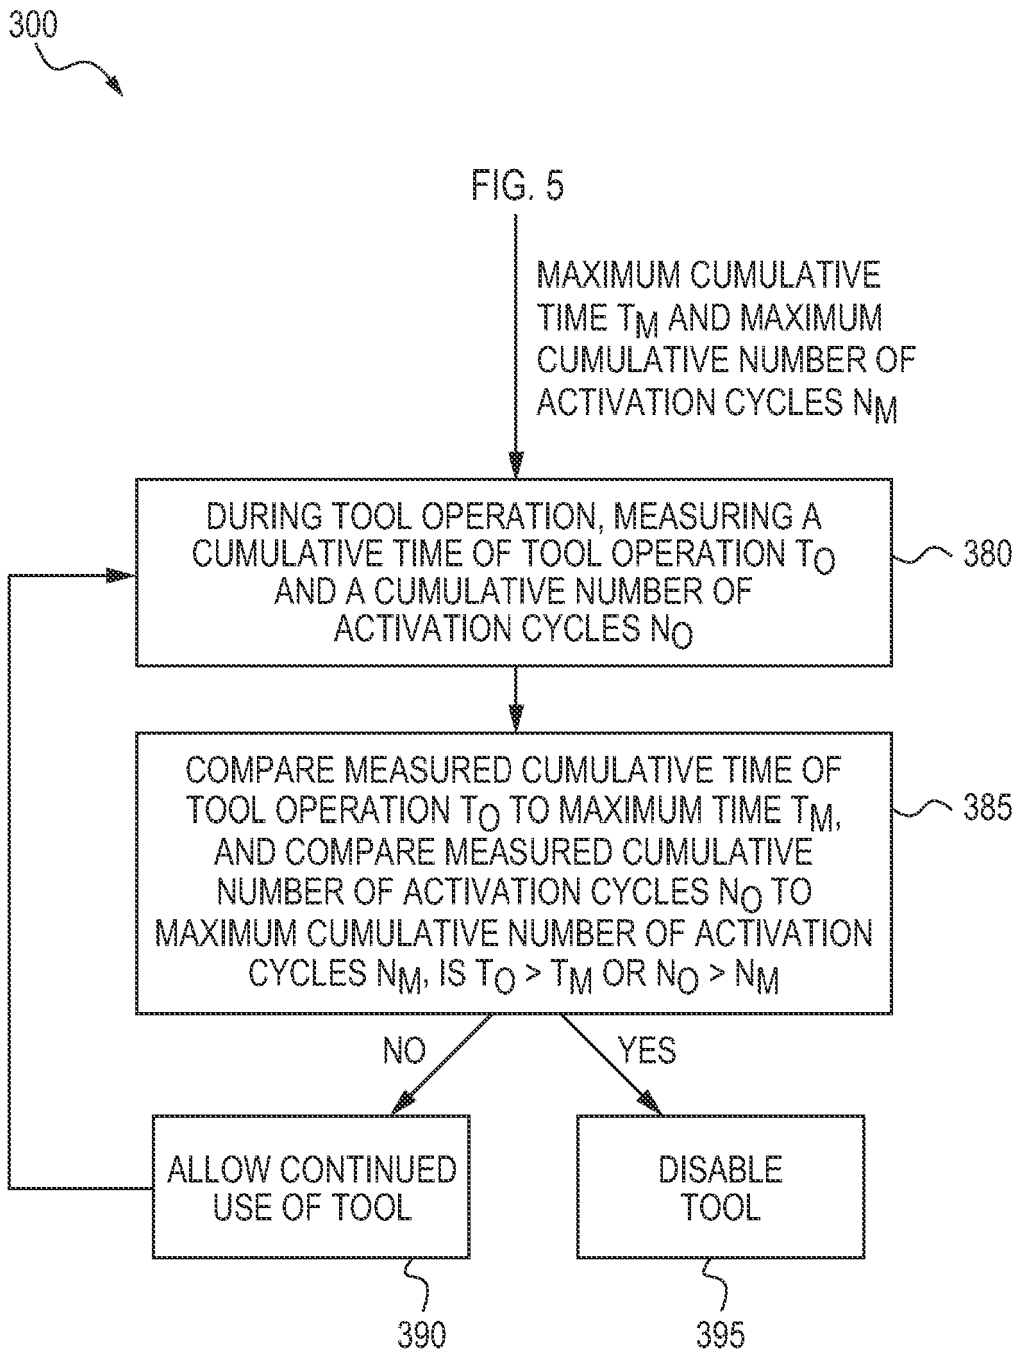 300
FIG. 5
MAXIMUM CUMULATIVE
TIME TM AND MAXIMUM
CUMULATIVE NUMBER OF
ACTIVATION CYCLES NM
DURING TOOL OPERATION, MEASURING A
CUMULATIVE TIME OF TOOL OPERATION TO
AND A CUMULATIVE NUMBER OF
ACTIVATION CYCLES NO
380
COMPARE MEASURED CUMULATIVE TIME OF
TOOL OPERATION TO TO MAXIMUM TIME TM,
AND COMPARE MEASURED CUMULATIVE
NUMBER OF ACTIVATION CYCLES NO TO
MAXIMUM CUMULATIVE NUMBER OF ACTIVATION
CYCLES NM, IS TO > TM OR NO > NM
385
NO
YES
ALLOW CONTINUED
USE OF TOOL
DISABLE
TOOL
390
395